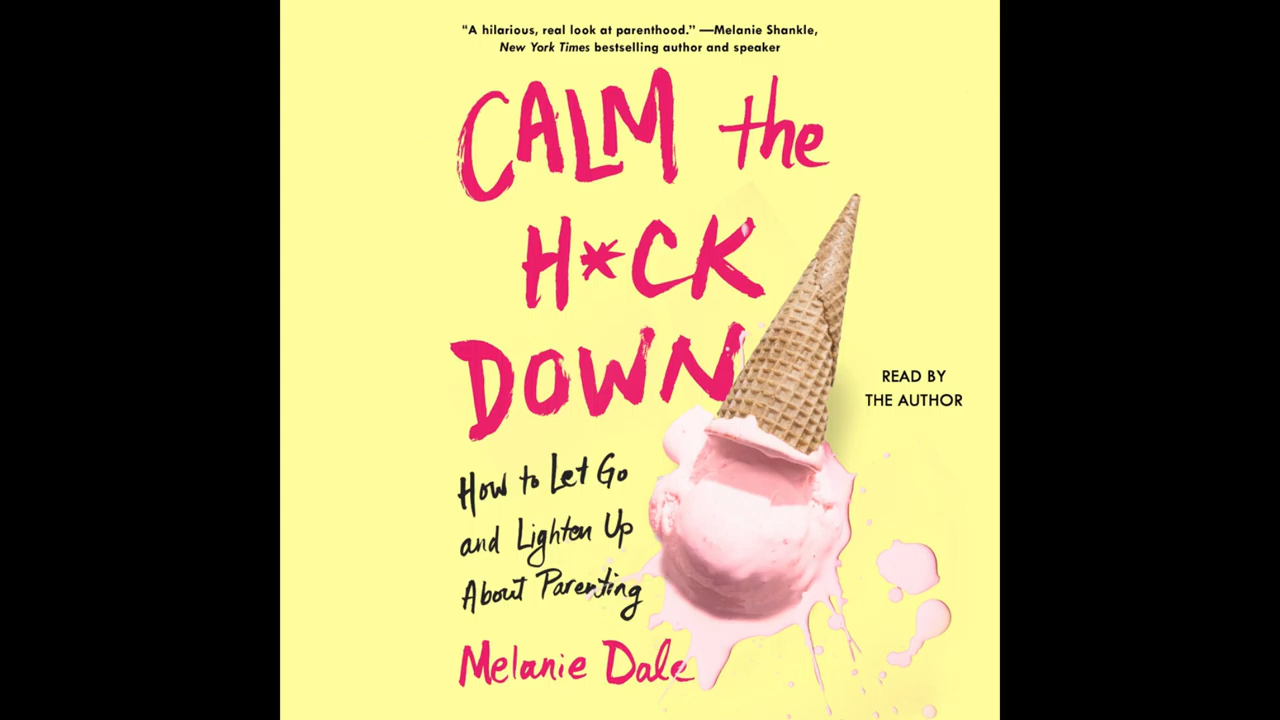 “A hilarious, real look at parenthood.” —Melanie Shankle,
New York Times bestselling author and speaker
CALM the
H*CK
DOWN
READ BY
THE AUTHOR
How to Let Go
and Lighten Up
About Parenting
Melanie Dale